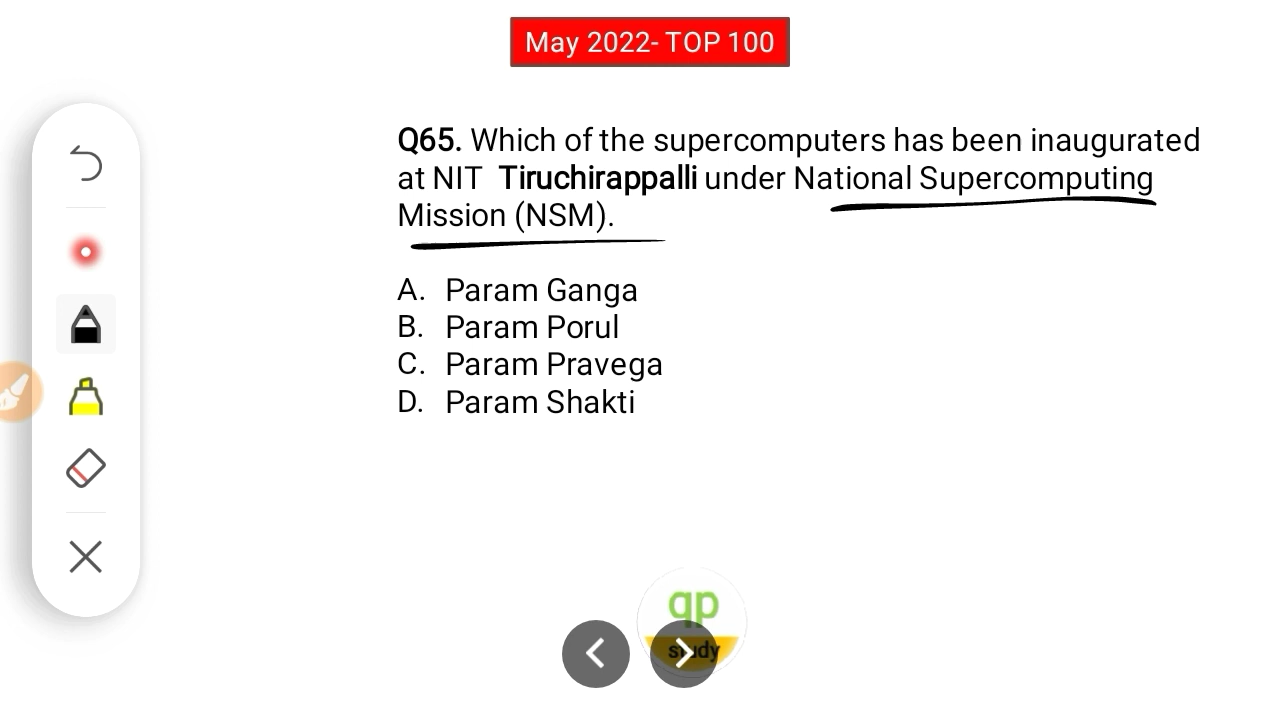 May 2022- TOP 100
Q65. Which of the supercomputers has been inaugurated
at NIT Tiruchirappalli under National Supercomputing
Mission (NSM).
A. Param Ganga
B. Param Porul
C. Param Pravega
D. Param Shakti
qp
study